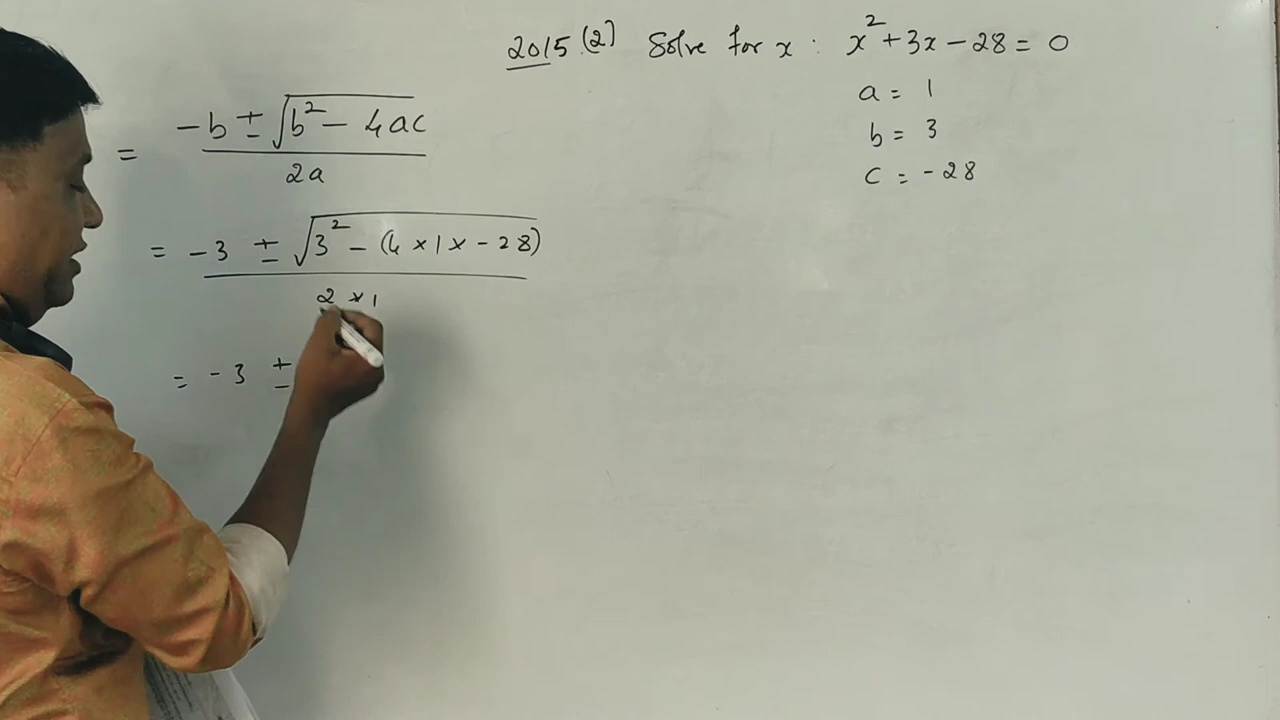 2015 (2) Solve for x : x² + 3x - 28 = 0
a = 1
b = 3
c = -28
= -b ± √b² - 4ac
2a
= -3 ± √3² - (4 × 1 × -28)
2 × 1
= -3 ±